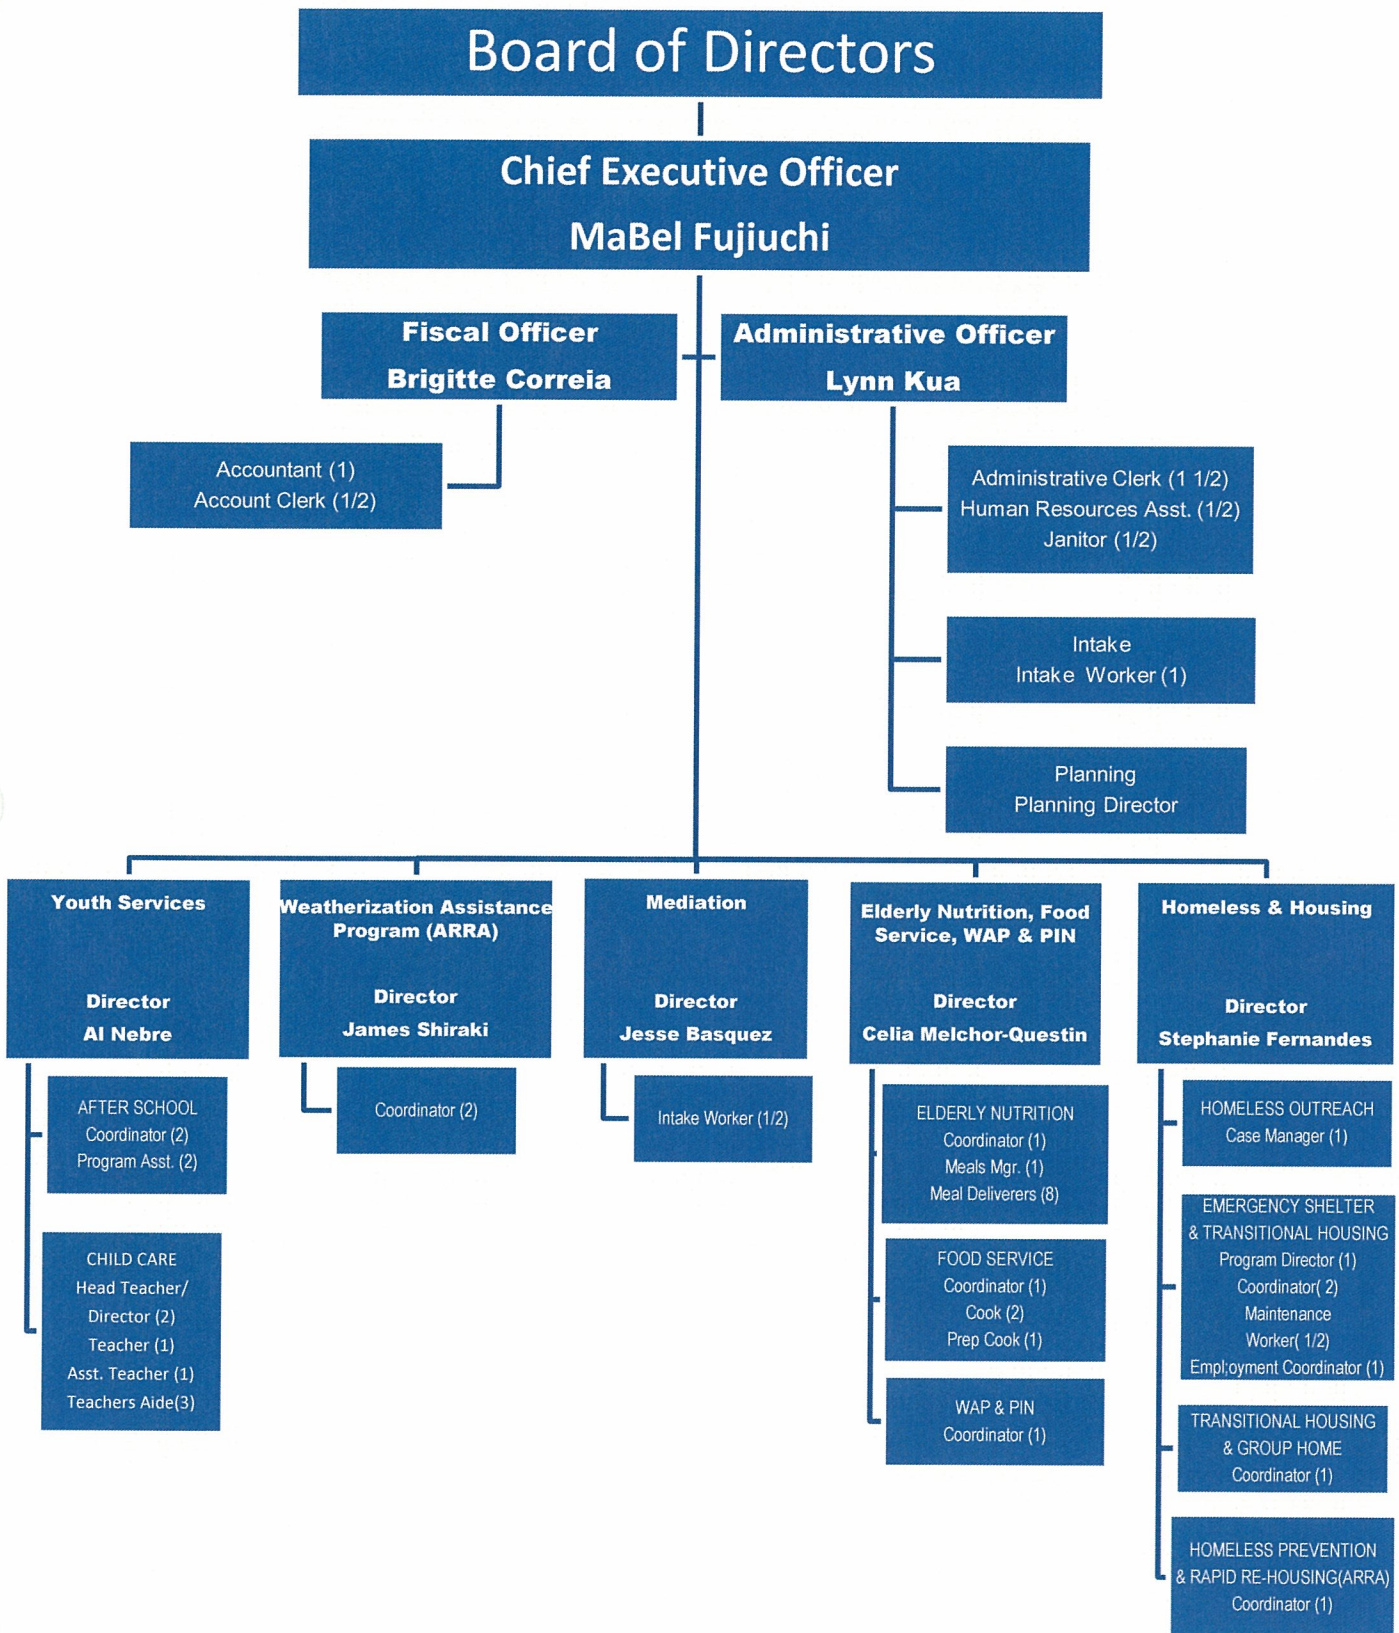 Board of Directors
Chief Executive Officer
MaBel Fujiuchi
Fiscal Officer
Brigitte Correia
Administrative Officer
Lynn Kua
Accountant (1)
Account Clerk (1/2)
Administrative Clerk (1 1/2)
Human Resources Asst. (1/2)
Janitor (1/2)
Intake
Intake Worker (1)
Planning
Planning Director
Youth Services
Director
Al Nebre
AFTER SCHOOL
Coordinator (2)
Program Asst. (2)
CHILD CARE
Head Teacher/
Director (2)
Teacher (1)
Asst. Teacher (1)
Teachers Aide(3)
Weatherization Assistance
Program (ARRA)
Director
James Shiraki
Coordinator (2)
Mediation
Director
Jesse Basquez
Intake Worker (1/2)
Elderly Nutrition, Food
Service, WAP & PIN
Director
Celia Melchor-Questin
ELDERLY NUTRITION
Coordinator (1)
Meals Mgr. (1)
Meal Deliverers (8)
FOOD SERVICE
Coordinator (1)
Cook (2)
Prep Cook (1)
WAP & PIN
Coordinator (1)
Homeless & Housing
Director
Stephanie Fernandes
HOMELESS OUTREACH
Case Manager (1)
EMERGENCY SHELTER
& TRANSITIONAL HOUSING
Program Director (1)
Coordinator( 2)
Maintenance
Worker( 1/2)
Empl;oyment Coordinator (1)
TRANSITIONAL HOUSING
& GROUP HOME
Coordinator (1)
HOMELESS PREVENTION
& RAPID RE-HOUSING(ARRA)
Coordinator (1)